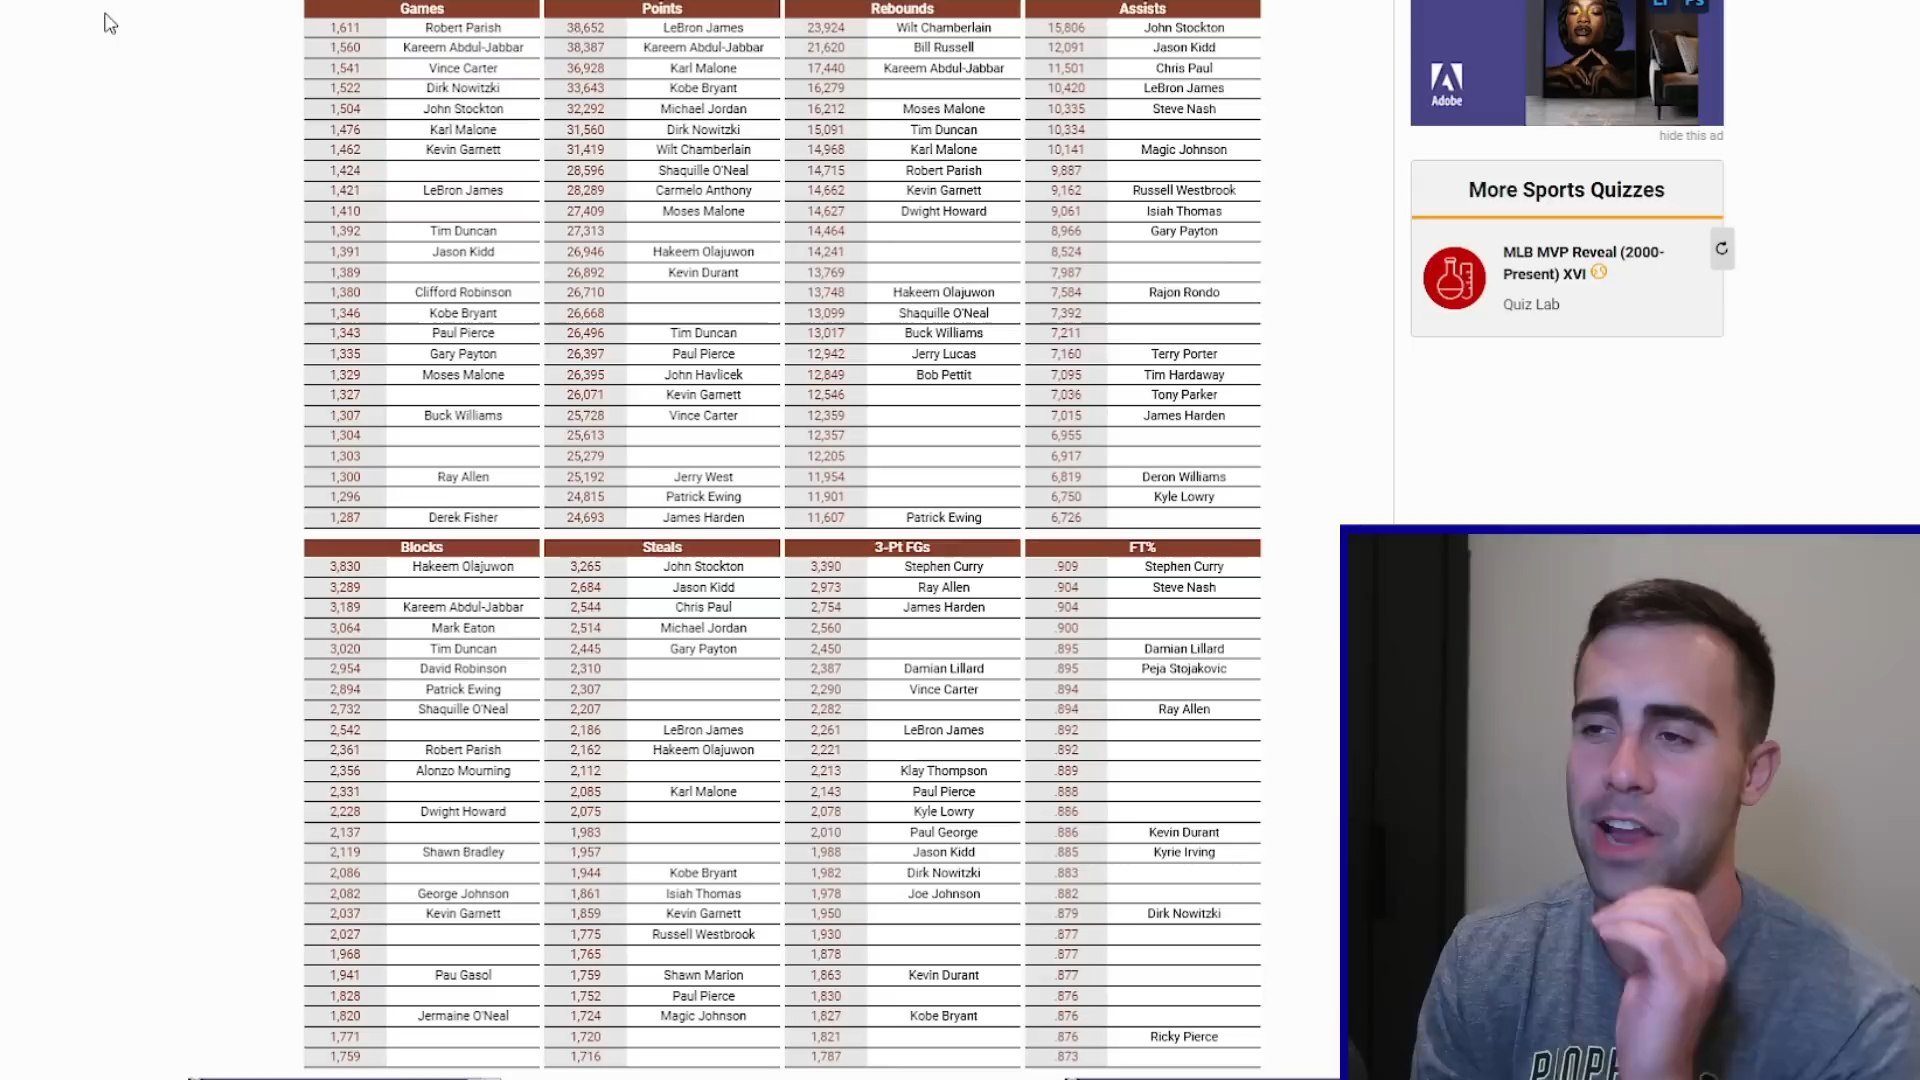 Games Points Rebounds Assists
1,611 Robert Parish 38,652 LeBron James 23,924 Wilt Chamberlain 15,806 John Stockton
1,560 Kareem Abdul-Jabbar 38,387 Kareem Abdul-Jabbar 21,620 Bill Russell 12,091 Jason Kidd
1,541 Vince Carter 36,928 Karl Malone 17,440 Kareem Abdul-Jabbar 11,501 Chris Paul
1,522 Dirk Nowitzki 33,643 Kobe Bryant 16,279 10,420 LeBron James
1,504 John Stockton 32,292 Michael Jordan 16,212 Moses Malone 10,335 Steve Nash
1,476 Karl Malone 31,560 Dirk Nowitzki 15,091 Tim Duncan 10,334
1,462 Kevin Garnett 31,419 Wilt Chamberlain 14,968 Karl Malone 10,141 Magic Johnson
1,424 28,596 Shaquille O'Neal 14,715 Robert Parish 9,887
1,421 LeBron James 28,289 Carmelo Anthony 14,662 Kevin Garnett 9,162 Russell Westbrook
1,410 27,409 Moses Malone 14,627 Dwight Howard 9,061 Isiah Thomas
1,392 Tim Duncan 27,313 14,464 8,966 Gary Payton
1,391 Jason Kidd 26,946 Hakeem Olajuwon 14,241 8,524
1,389 26,892 Kevin Durant 13,769 7,987
1,380 Clifford Robinson 26,710 13,748 Hakeem Olajuwon 7,584 Rajon Rondo
1,346 Kobe Bryant 26,668 13,099 Shaquille O'Neal 7,392
1,343 Paul Pierce 26,496 Tim Duncan 13,017 Buck Williams 7,211
1,335 Gary Payton 26,397 Paul Pierce 12,942 Jerry Lucas 7,160 Terry Porter
1,329 Moses Malone 26,395 John Havlicek 12,849 Bob Pettit 7,095 Tim Hardaway
1,327 26,071 Kevin Garnett 12,546 7,036 Tony Parker
1,307 Buck Williams 25,728 Vince Carter 12,359 7,015 James Harden
1,304 25,613 12,357 6,955
1,303 25,279 12,205 6,917
1,300 Ray Allen 25,192 Jerry West 11,954 6,819 Deron Williams
1,296 24,815 Patrick Ewing 11,901 6,750 Kyle Lowry
1,287 Derek Fisher 24,693 James Harden 11,607 Patrick Ewing 6,726
Blocks Steals 3-Pt FGs FT%
3,830 Hakeem Olajuwon 3,265 John Stockton 3,390 Stephen Curry .909 Stephen Curry
3,289 2,684 Jason Kidd 2,973 Ray Allen .904 Steve Nash
3,189 Kareem Abdul-Jabbar 2,544 Chris Paul 2,754 James Harden .904
3,064 Mark Eaton 2,514 Michael Jordan 2,560 .900
3,020 Tim Duncan 2,445 Gary Payton 2,450 .895 Damian Lillard
2,954 David Robinson 2,310 2,387 Damian Lillard .895 Peja Stojakovic
2,894 Patrick Ewing 2,307 2,290 Vince Carter .894
2,732 Shaquille O'Neal 2,207 2,282 .894 Ray Allen
2,542 2,186 LeBron James 2,261 LeBron James .892
2,361 Robert Parish 2,162 Hakeem Olajuwon 2,221 .892
2,356 Alonzo Mourning 2,112 2,213 Klay Thompson .889
2,331 2,085 Karl Malone 2,143 Paul Pierce .888
2,228 Dwight Howard 2,075 2,078 Kyle Lowry .886
2,137 1,983 2,010 Paul George .886 Kevin Durant
2,119 Shawn Bradley 1,957 1,988 Jason Kidd .885 Kyrie Irving
2,086 1,944 Kobe Bryant 1,982 Dirk Nowitzki .883
2,082 George Johnson 1,861 Isiah Thomas 1,978 Joe Johnson .882
2,037 Kevin Garnett 1,859 Kevin Garnett 1,950 .879 Dirk Nowitzki
2,027 1,775 Russell Westbrook 1,930 .877
1,968 1,765 1,878 .877
1,941 Pau Gasol 1,759 Shawn Marion 1,863 Kevin Durant .877
1,828 1,752 Paul Pierce 1,830 .876
1,820 Jermaine O'Neal 1,724 Magic Johnson 1,827 Kobe Bryant .876
1,771 1,720 1,821 .876 Ricky Pierce
1,759 1,716 1,787 .873
Adobe
hide this ad
More Sports Quizzes
MLB MVP Reveal (2000-
Present) XVI
Quiz Lab